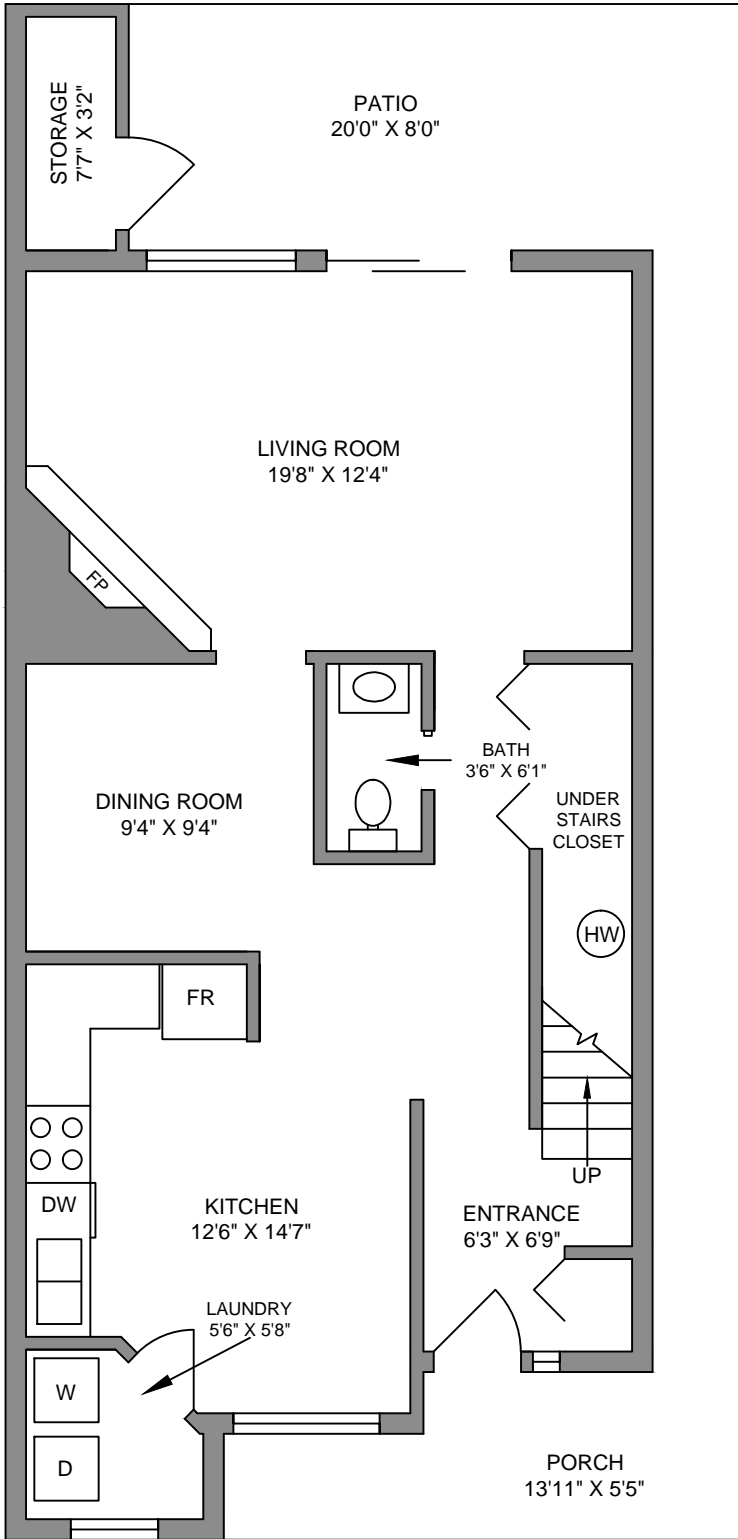 STORAGE
7'7" X 3'2"
PATIO
20'0" X 8'0"
LIVING ROOM
19'8" X 12'4"
FP
BATH
3'6" X 6'1"
DINING ROOM
9'4" X 9'4"
UNDER
STAIRS
CLOSET
HW
FR
UP
DW
KITCHEN
12'6" X 14'7"
ENTRANCE
6'3" X 6'9"
LAUNDRY
5'6" X 5'8"
W
D
PORCH
13'11" X 5'5"